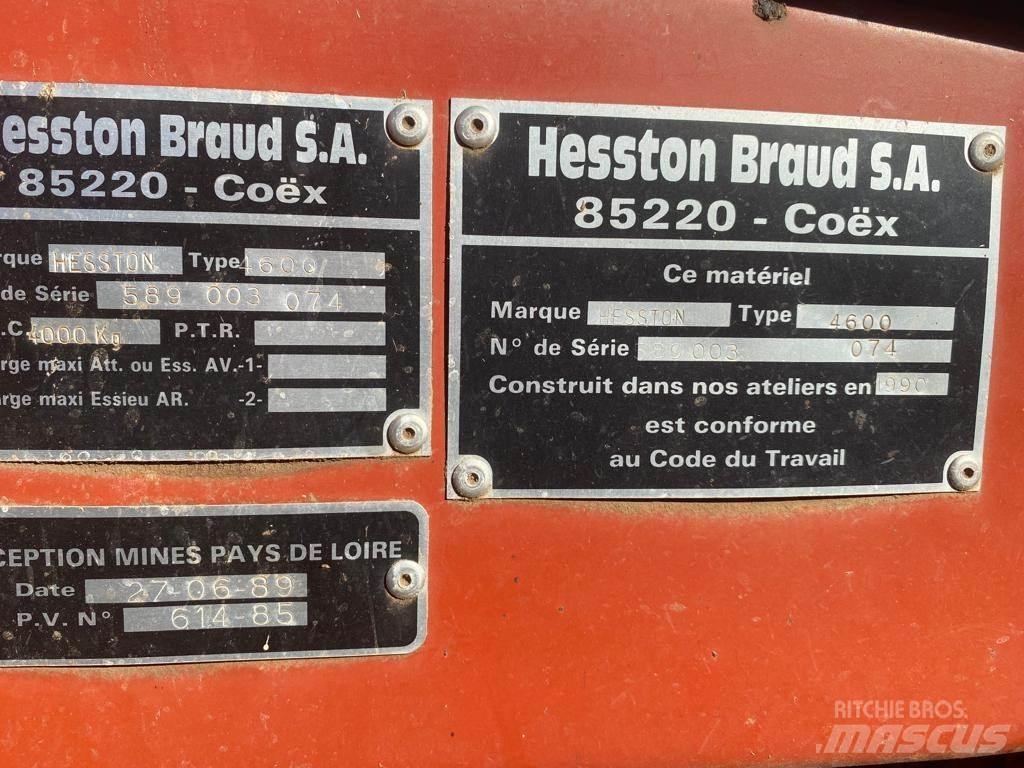 esston Braud S.A.
85220 - Coëx
rque HESSTON Type 4600
de Série 589 003 074
.C. 4000 Kg P.T.R.
rge maxi Att. ou Ess. AV.-1-
arge maxi Essieu AR. -2-
CEPTION MINES PAYS DE LOIRE
Date 27-06-89
P.V. N° 614-85
Hesston Braud S.A.
85220 - Coëx
Ce matériel
Marque HESSTON Type 4600
N° de Série 89 003 074
Construit dans nos ateliers en 990
est conforme
au Code du Travail
RITCHIE BROS.
MASCUS